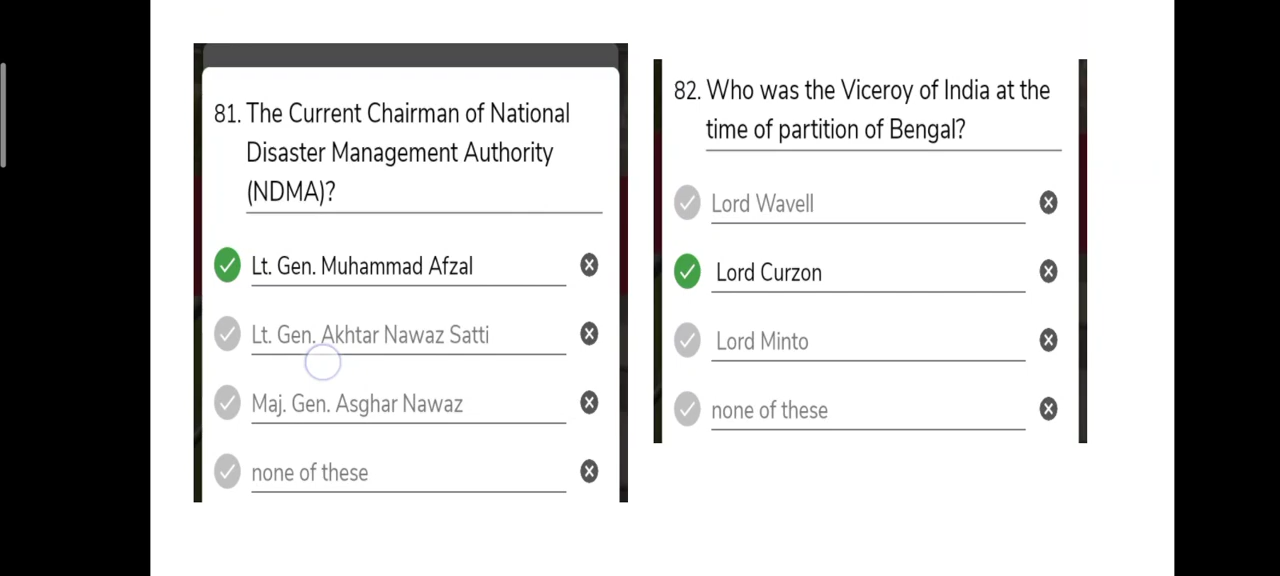 81. The Current Chairman of National
Disaster Management Authority
(NDMA)?
Lt. Gen. Muhammad Afzal
Lt. Gen. Akhtar Nawaz Satti
Maj. Gen. Asghar Nawaz
none of these
82. Who was the Viceroy of India at the
time of partition of Bengal?
Lord Wavell
Lord Curzon
Lord Minto
none of these